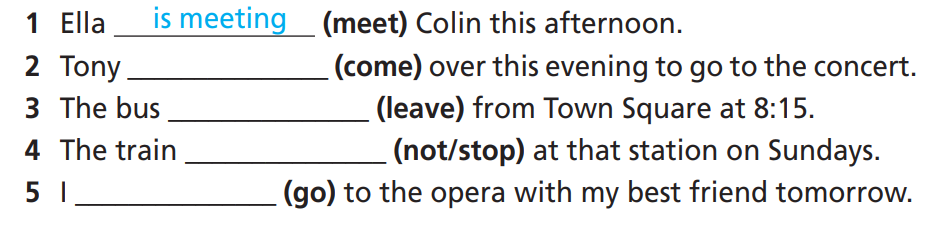 1 Ella is meeting (meet) Colin this afternoon.
2 Tony ______________ (come) over this evening to go to the concert.
3 The bus ______________ (leave) from Town Square at 8:15.
4 The train ______________ (not/stop) at that station on Sundays.
5 I ______________ (go) to the opera with my best friend tomorrow.